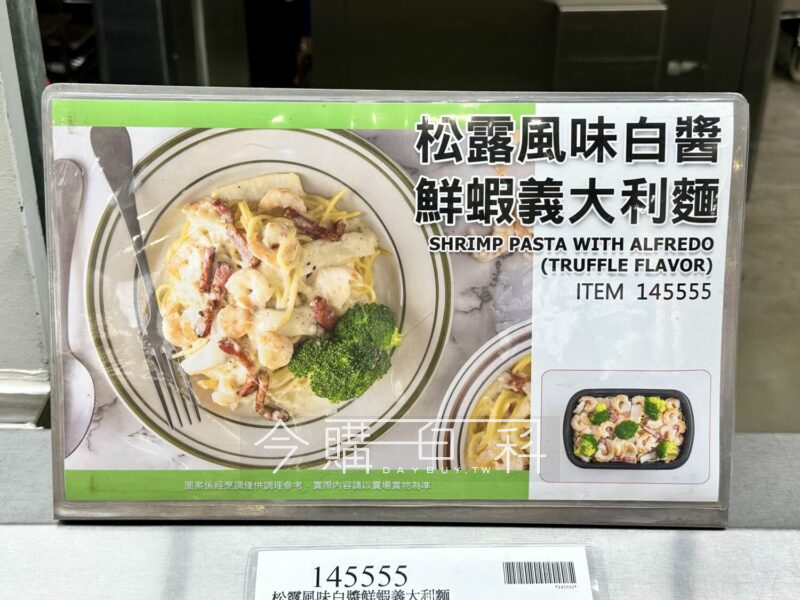 松露風味白醬
鮮蝦義大利麵
SHRIMP PASTA WITH ALFREDO
(TRUFFLE FLAVOR)
ITEM 145555
今購百科
DAYBUY.TW
圖案係經烹調僅供調理參考，實際內容請以賣場實物為準
145555
*145555*
松露風味白醬鮮蝦義大利麵